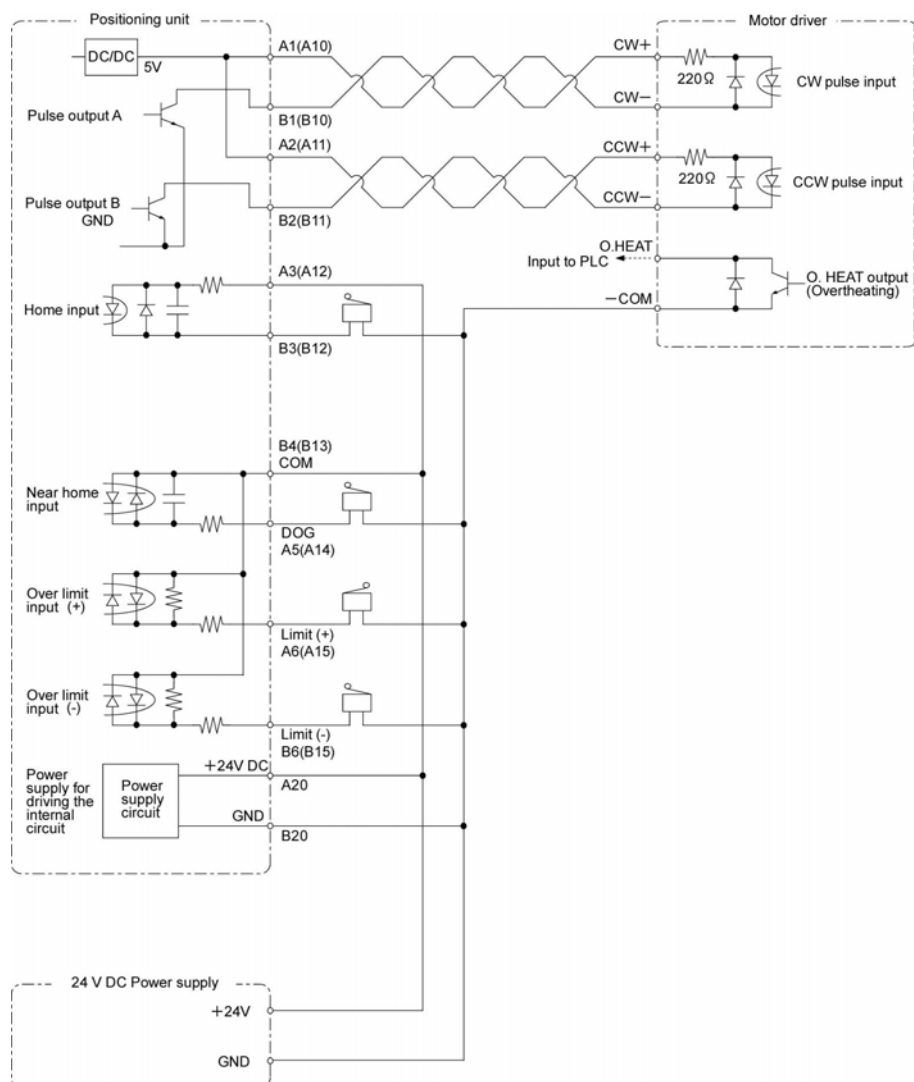 Positioning unit
Motor driver
DC/DC
5V
A1(A10)
CW+
220Ω
CW pulse input
Pulse output A
B1(B10)
CW−
A2(A11)
CCW+
220Ω
CCW pulse input
Pulse output B
GND
B2(B11)
CCW−
O.HEAT
Input to PLC
O. HEAT output
(Overheating)
−COM
A3(A12)
Home input
B3(B12)
B4(B13)
COM
Near home
input
DOG
A5(A14)
Over limit
input (+)
Limit (+)
A6(A15)
Over limit
input (-)
Limit (-)
B6(B15)
Power
supply for
driving the
internal
circuit
Power
supply
circuit
+24V DC
A20
GND
B20
24 V DC Power supply
+24V
GND